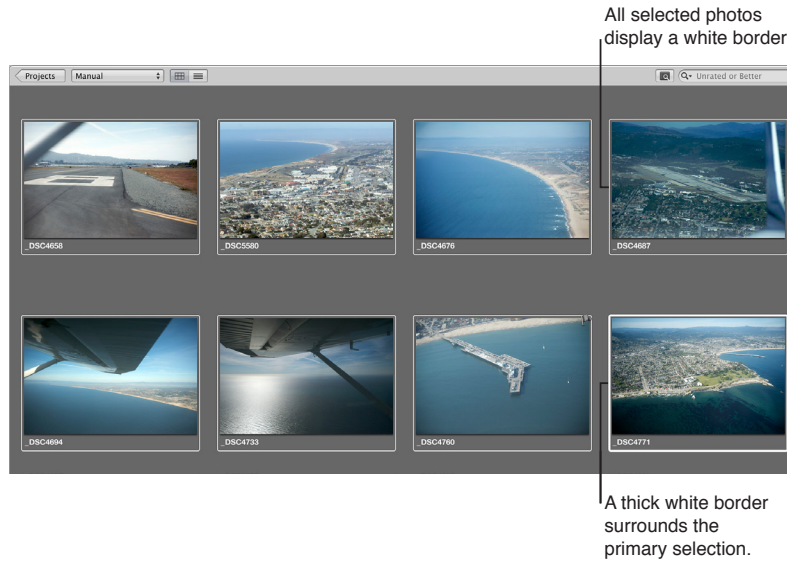 All selected photos
display a white border
Projects
Manual
Unrated or Better
_DSC4658
_DSC5580
_DSC4676
_DSC4687
_DSC4694
_DSC4733
_DSC4760
_DSC4771
A thick white border
surrounds the
primary selection.